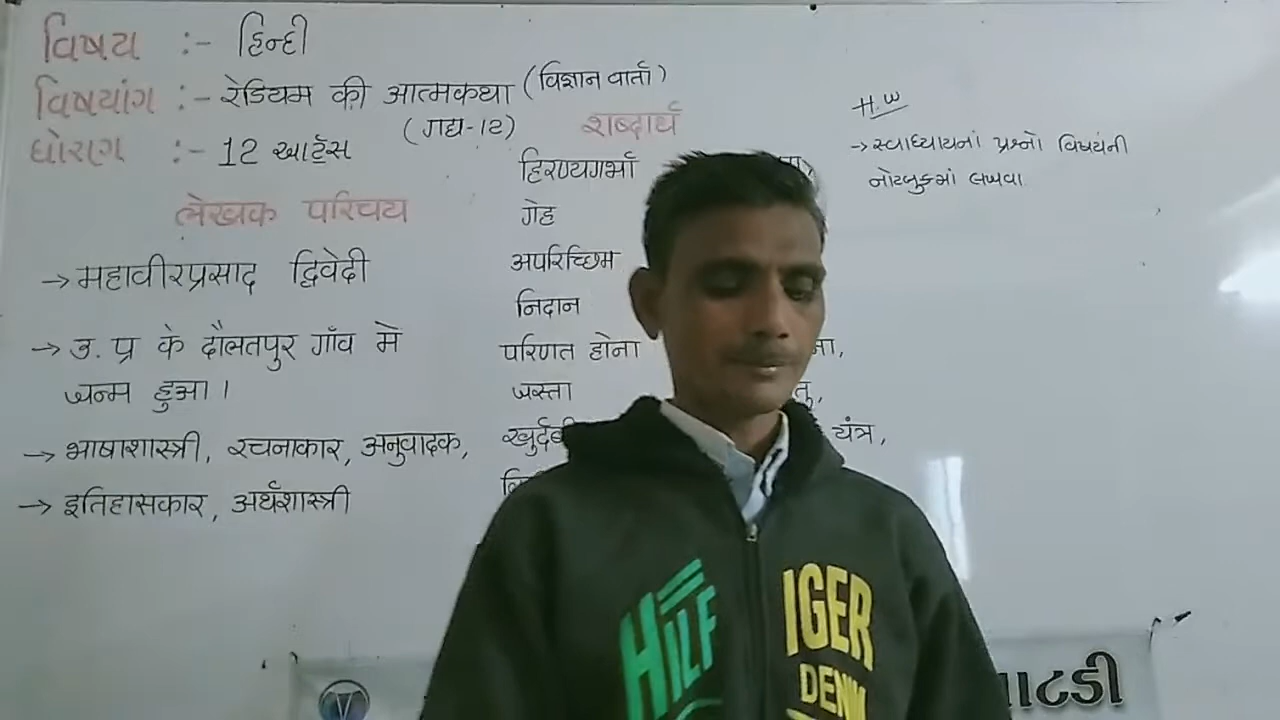 विषय :- हिन्दी
विषयांग :- रेडियम की आत्मकथा (विज्ञान वार्ता)
(गद्य-12)
ધોરણ :- 12 આર્ટસ
लेखक परिचय
→ महावीरप्रसाद द्विवेदी
→ उ. प्र के दौलतपुर गाँव मे
जन्म हुआ।
→ भाषाशास्त्री, रचनाकार, अनुवादक,
→ इतिहासकार, अर्थशास्त्री
शब्दार्थ
हिरण्यगर्भा
गेह
अपरिच्छिम
निदान
परिणत होना
जस्ता
यंत्र,
H.W
→ સ્વાધ્યાયનાં પ્રશ્નો વિષયની
નોટબુકમાં લખવા
HILF
IGER
DENIM
ાટડી